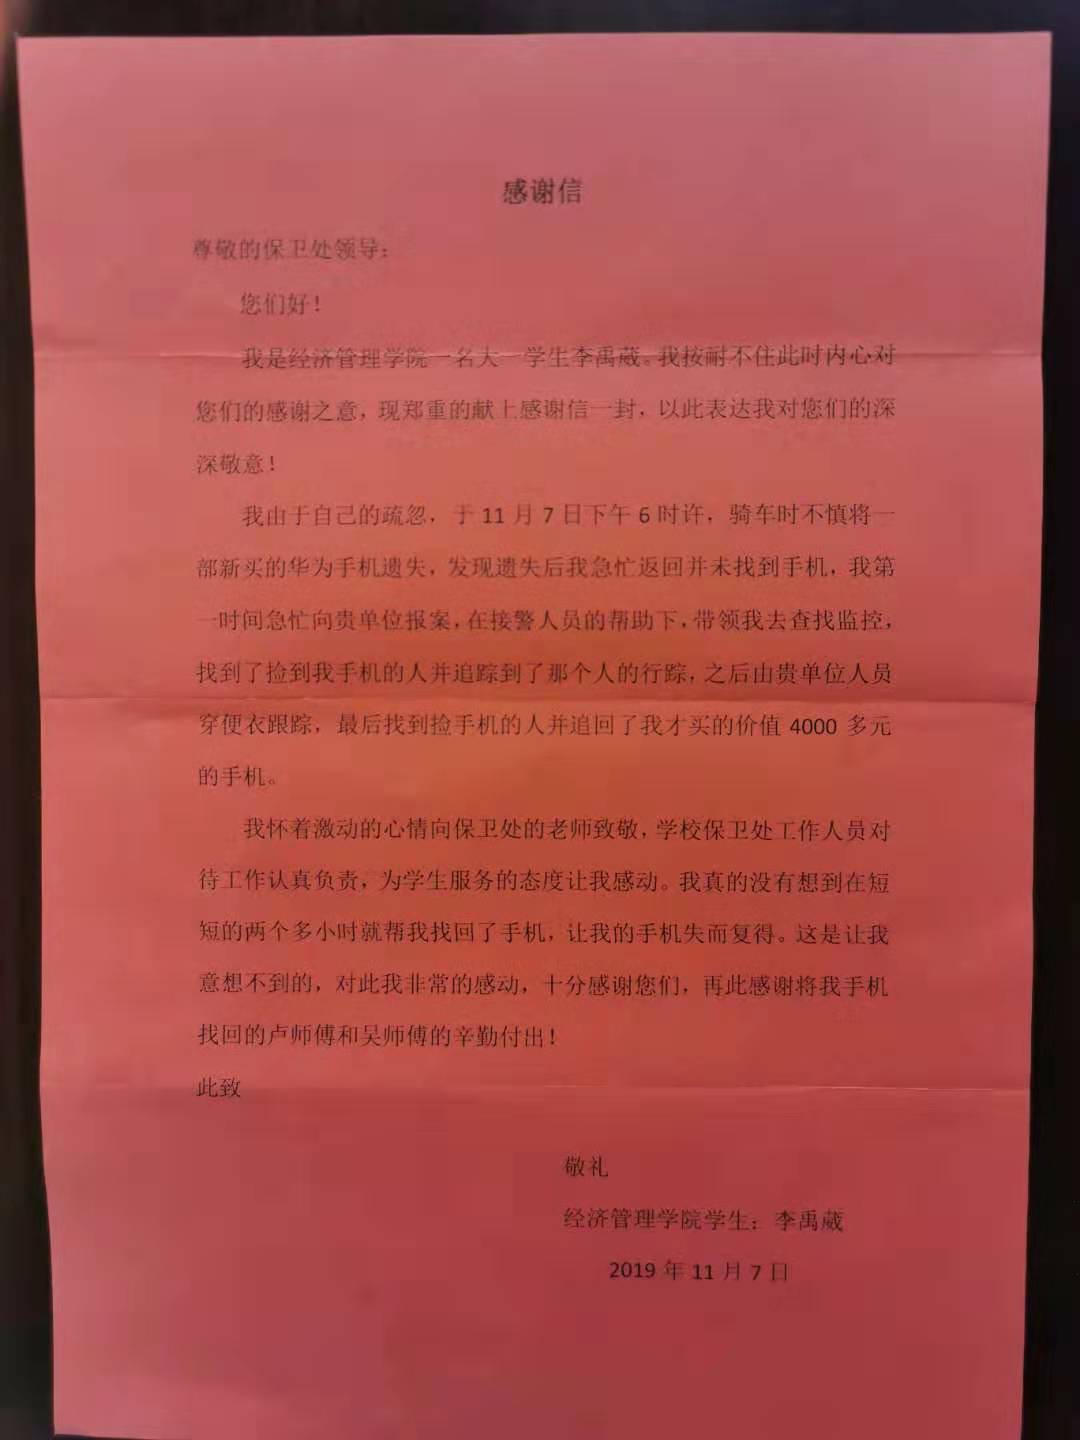 感谢信
尊敬的保卫处领导：
您们好！
我是经济管理学院一名大一学生李禹葳。我按耐不住此时内心对
您们的感谢之意，现郑重的献上感谢信一封，以此表达我对您们的深
深敬意！
我由于自己的疏忽，于 11 月 7 日下午 6 时许，骑车时不慎将一
部新买的华为手机遗失，发现遗失后我急忙返回并未找到手机，我第
一时间急忙向贵单位报案，在接警人员的帮助下，带领我去查找监控，
找到了捡到我手机的人并追踪到了那个人的行踪，之后由贵单位人员
穿便衣跟踪，最后找到捡手机的人并追回了我才买的价值 4000 多元
的手机。
我怀着激动的心情向保卫处的老师致敬，学校保卫处工作人员对
待工作认真负责，为学生服务的态度让我感动。我真的没有想到在短
短的两个多小时就帮我找回了手机，让我的手机失而复得。这是让我
意想不到的，对此我非常的感动，十分感谢您们，再此感谢将我手机
找回的卢师傅和吴师傅的辛勤付出！
此致
敬礼
经济管理学院学生：李禹葳
2019 年 11 月 7 日